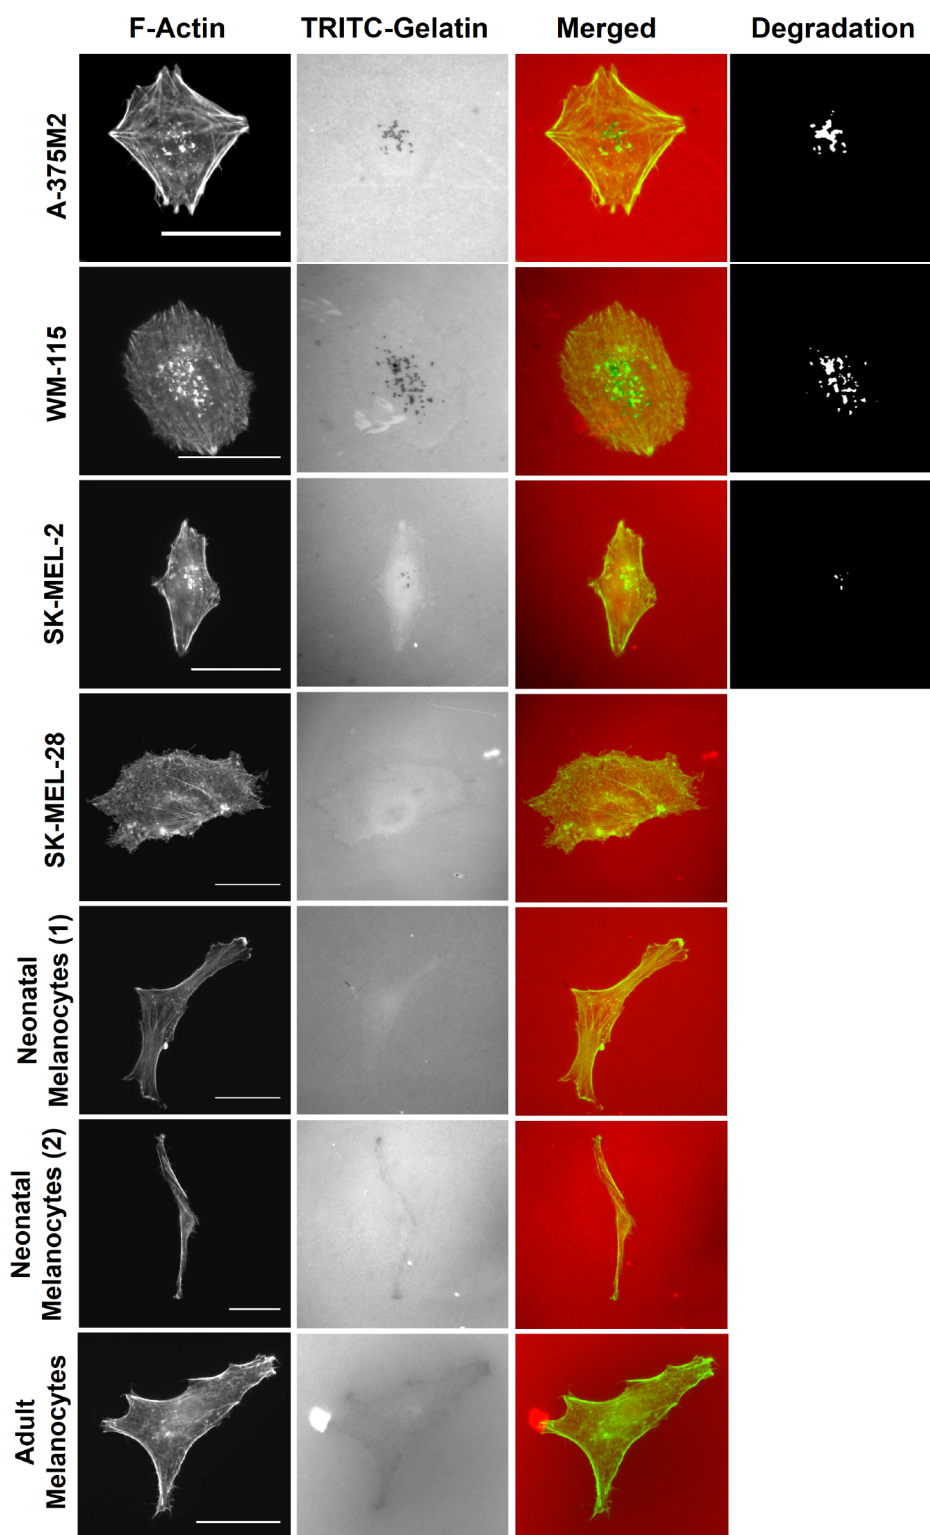 F-Actin TRITC-Gelatin Merged Degradation
A-375M2
WM-115
SK-MEL-2
SK-MEL-28
Neonatal
Melanocytes (1)
Neonatal
Melanocytes (2)
Adult
Melanocytes